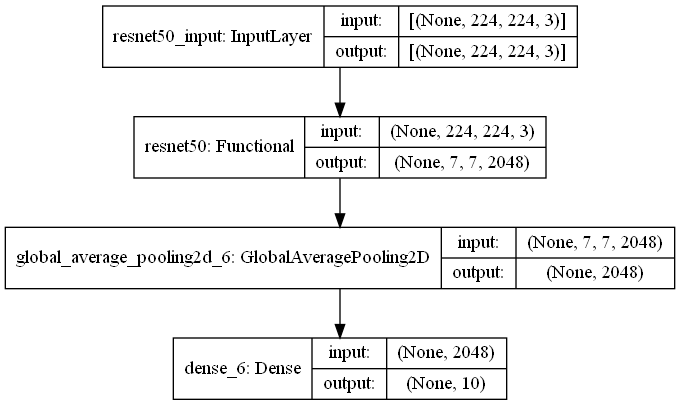 resnet50_input: InputLayer
input:
[(None, 224, 224, 3)]
output:
[(None, 224, 224, 3)]
resnet50: Functional
input:
(None, 224, 224, 3)
output:
(None, 7, 7, 2048)
global_average_pooling2d_6: GlobalAveragePooling2D
input:
(None, 7, 7, 2048)
output:
(None, 2048)
dense_6: Dense
input:
(None, 2048)
output:
(None, 10)